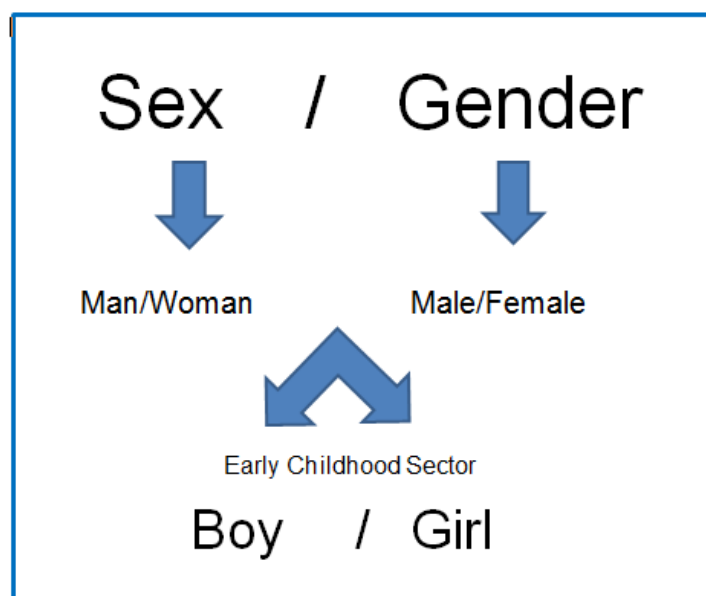 Sex / Gender
Man/Woman Male/Female
Early Childhood Sector
Boy / Girl